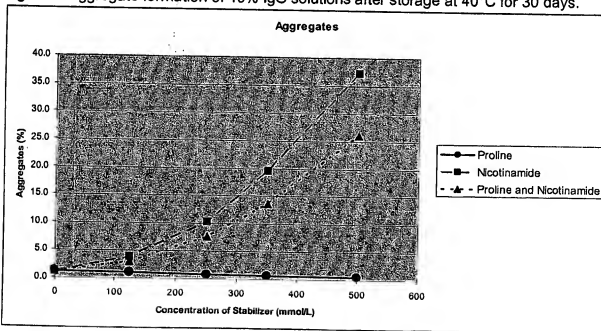 aggregate formation of 10% IgG solutions after storage at 40°C for 30 days.
Aggregates
40.0
35.0
30.0
25.0
20.0
15.0
10.0
5.0
0.0
Aggregates (%)
0
100
200
300
400
500
600
Concentration of Stabilizer (mmol/L)
Proline
Nicotinamide
Proline and Nicotinamide